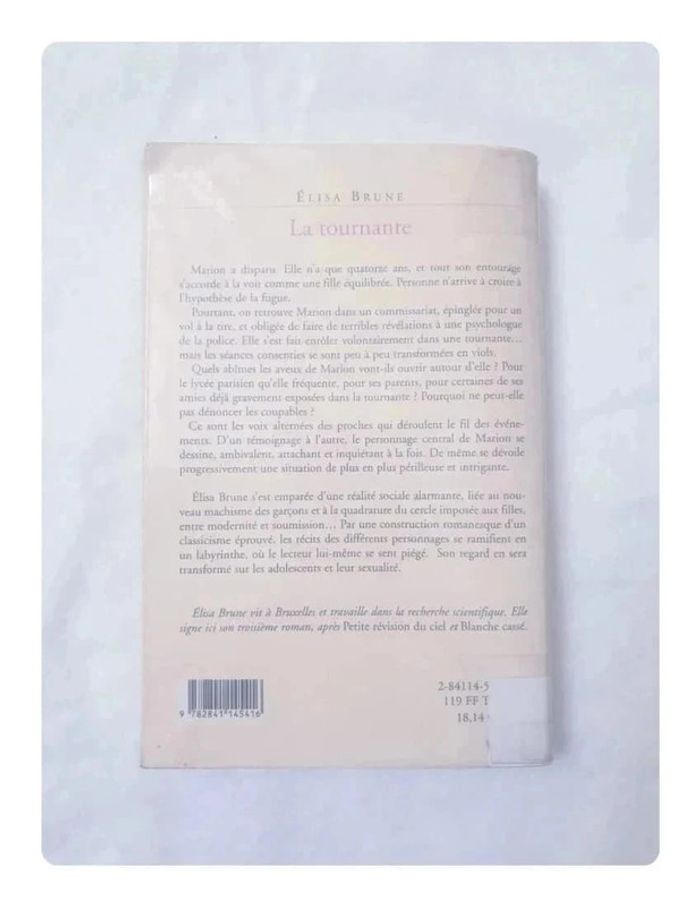 ÉLISA BRUNE
La tournante
Marion a disparu. Elle n'a que quatorze ans, et tout son entourage
s'accorde à la voir comme une fille équilibrée. Personne n'arrive à croire à
l'hypothèse de la fugue.
Pourtant, on retrouve Marion dans un commissariat, épinglée pour un
vol à la tire, et obligée de faire de terribles révélations à une psychologue
de la police. Elle s'est fait enrôler volontairement dans une tournante...
mais les séances consenties se sont peu à peu transformées en viols.
Quels abîmes les aveux de Marion vont-ils ouvrir autour d'elle ? Pour
le lycée parisien qu'elle fréquente, pour ses parents, pour certaines de ses
amies déjà gravement exposées dans la tournante ? Pourquoi ne peut-elle
pas dénoncer les coupables ?
Ce sont les voix alternées des proches qui déroulent le fil des événe-
ments. D'un témoignage à l'autre, le personnage central de Marion se
dessine, ambivalent, attachant et inquiétant à la fois. De même se dévoile
progressivement une situation de plus en plus périlleuse et intrigante.
Élisa Brune s'est emparée d'une réalité sociale alarmante, liée au nou-
veau machisme des garçons et à la quadrature du cercle imposée aux filles,
entre modernité et soumission... Par une construction romanesque d'un
classicisme éprouvé, les récits des différents personnages se ramifient en
un labyrinthe, où le lecteur lui-même se sent piégé. Son regard en sera
transformé sur les adolescents et leur sexualité.
Élisa Brune vit à Bruxelles et travaille dans la recherche scientifique. Elle
signe ici son troisième roman, après Petite révision du ciel et Blanche cassé.
2-84114-5
119 FF T
18,14
9 782841 145416